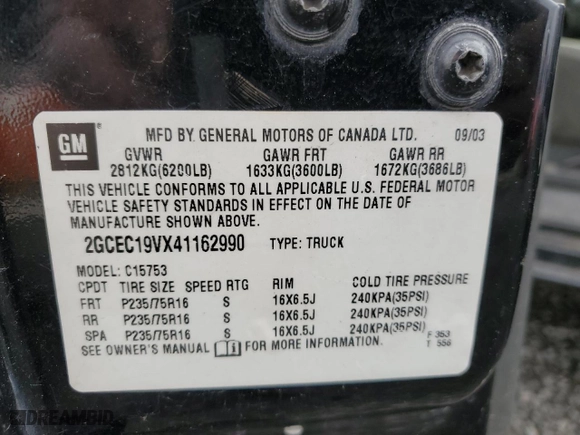 GM
MFD BY GENERAL MOTORS OF CANADA LTD. 09/03
GVWR GAWR FRT GAWR RR
2812KG(6200LB) 1633KG(3600LB) 1672KG(3686LB)
THIS VEHICLE CONFORMS TO ALL APPLICABLE U.S. FEDERAL MOTOR
VEHICLE SAFETY STANDARDS IN EFFECT ON THE DATE OF
MANUFACTURE SHOWN ABOVE.
2GCEC19VX41162990 TYPE: TRUCK
MODEL: C15753
CPDT TIRE SIZE SPEED RTG RIM COLD TIRE PRESSURE
FRT P235/75R16 S 16X6.5J 240KPA(35PSI)
RR P235/75R16 S 16X6.5J 240KPA(35PSI)
SPA P235/75R16 S 16X6.5J 240KPA(35PSI)
F 353
T 556
SEE OWNER'S MANUAL FOR MORE INFORMATION.
DREAMBID